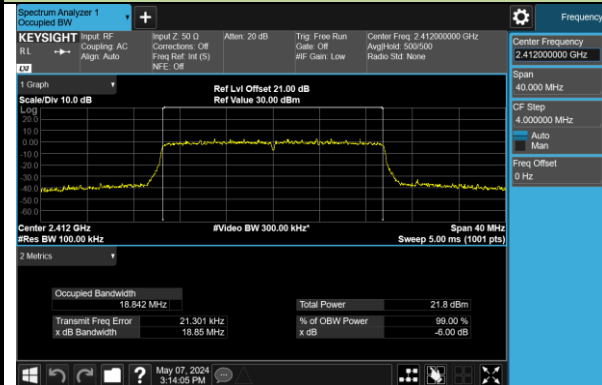 Spectrum Analyzer 1
Occupied BW
+
Frequency
KEYSIGHT
R L
Input: RF
Coupling: AC
Align: Auto
Input Z: 50 Ω
Corrections: Off
Freq Ref: Int (S)
NFE: Off
Atten: 20 dB
Trig: Free Run
Gate: Off
#IF Gain: Low
Center Freq: 2.412000000 GHz
Avg|Hold: 500/500
Radio Std: None
Center Frequency
2.412000000 GHz
Span
40.000 MHz
CF Step
4.000000 MHz
Auto
Man
Freq Offset
0 Hz
1 Graph
Scale/Div 10.0 dB
Ref Lvl Offset 21.00 dB
Ref Value 30.00 dBm
Log
20.0
10.0
0.00
-10.0
-20.0
-30.0
-40.0
-50.0
-60.0
Center 2.412 GHz
#Video BW 300.00 kHz*
Span 40 MHz
#Res BW 100.00 kHz
Sweep 5.00 ms (1001 pts)
2 Metrics
Occupied Bandwidth
18.842 MHz
Total Power 21.8 dBm
Transmit Freq Error 21.301 kHz
% of OBW Power 99.00 %
x dB Bandwidth 18.85 MHz
x dB -6.00 dB
?
May 07, 2024
3:14:05 PM